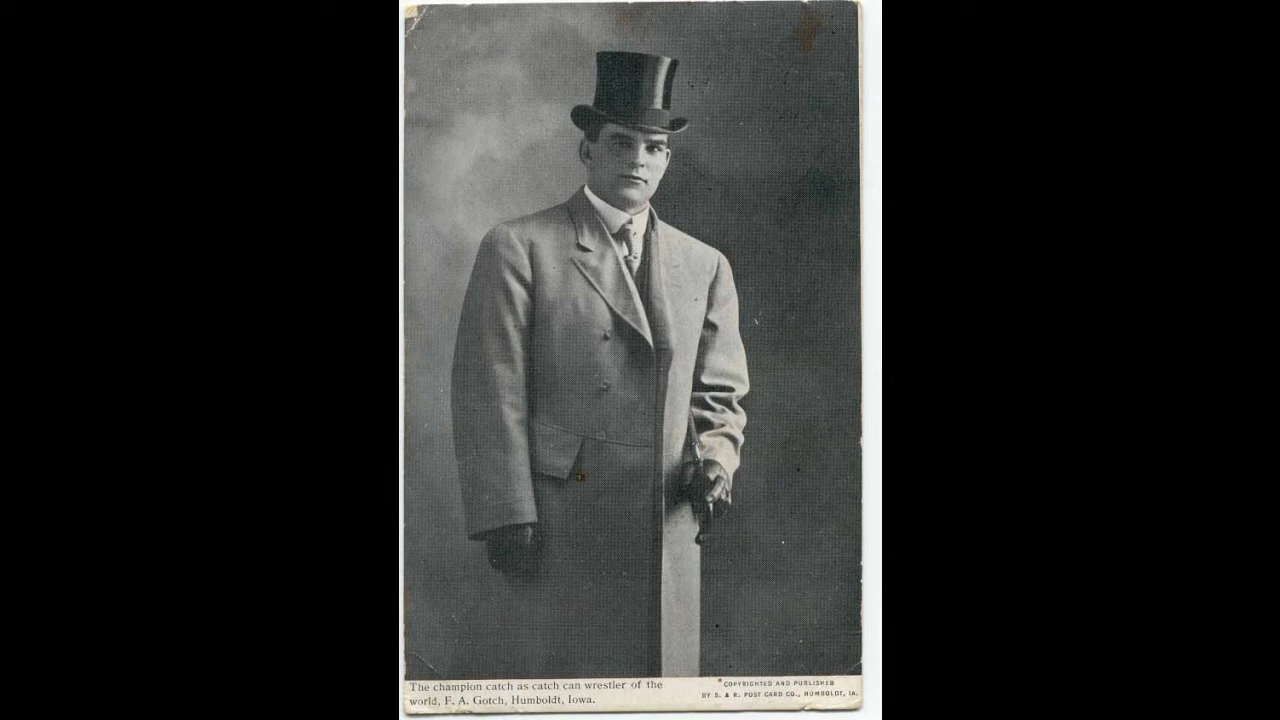 The champion catch as catch can wrestler of the
world, F. A. Gotch, Humboldt, Iowa.
COPYRIGHTED AND PUBLISHED
BY S. & R. POST CARD CO., HUMBOLDT, IA.